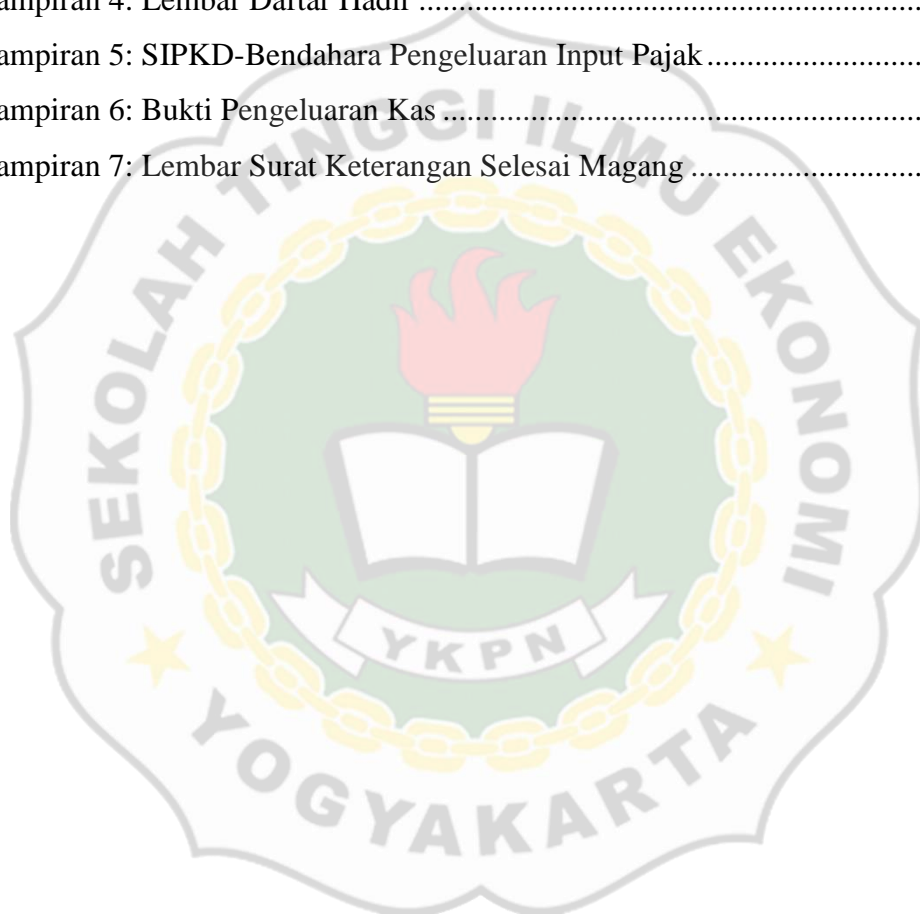 ampiran 4: Lembar Daftar Hadir ................................................................
ampiran 5: SIPKD-Bendahara Pengeluaran Input Pajak ........................
ampiran 6: Bukti Pengeluaran Kas .............................................................
ampiran 7: Lembar Surat Keterangan Selesai Magang ..........................
SEKOLAH TINGGI ILMU EKONOMI
YKPN
YOGYAKARTA